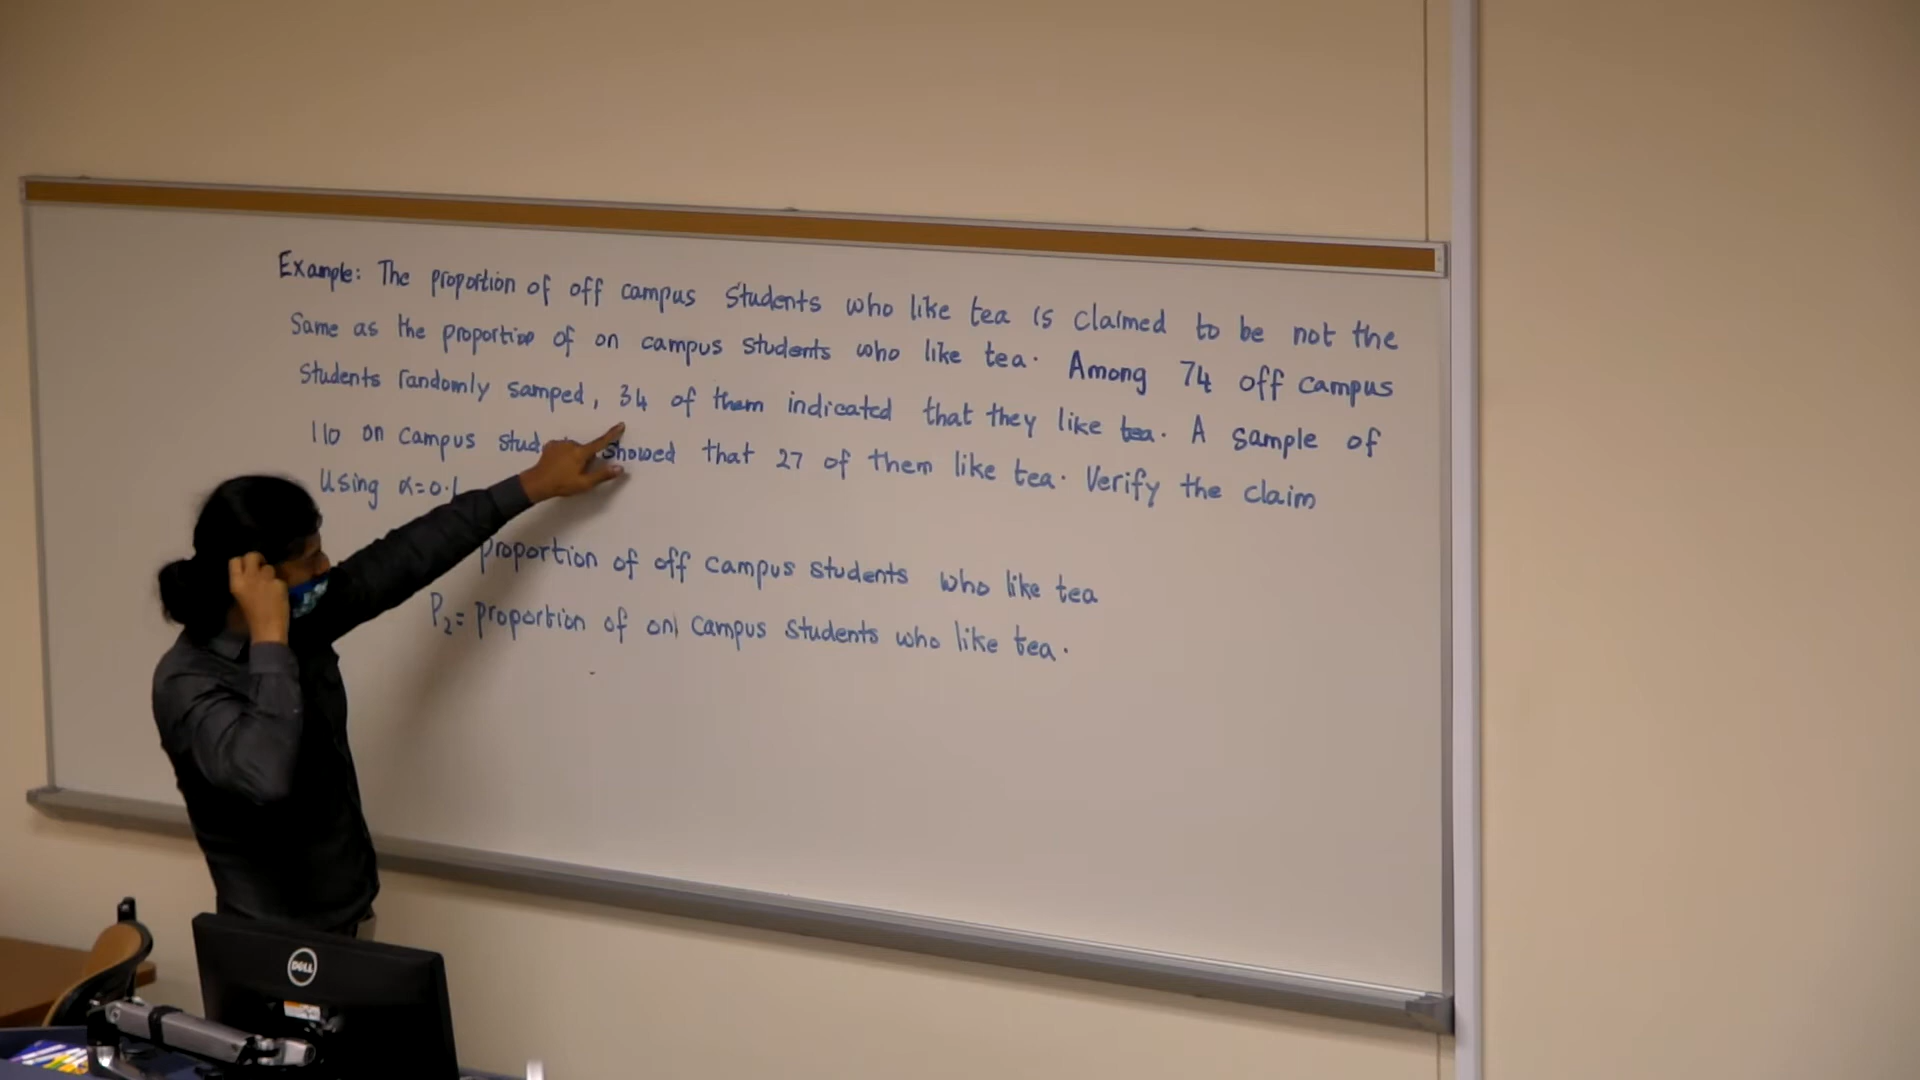 Example: The proportion of off campus students who like tea is claimed to be not the
Same as the proportion of on campus students who like tea. Among 74 off campus
students randomly samped, 34 of them indicated that they like tea. A sample of
110 on campus showed that 27 of them like tea. Verify the claim
Using α=0.1
proportion of off campus students who like tea
P₂= proportion of on campus students who like tea.
DELL